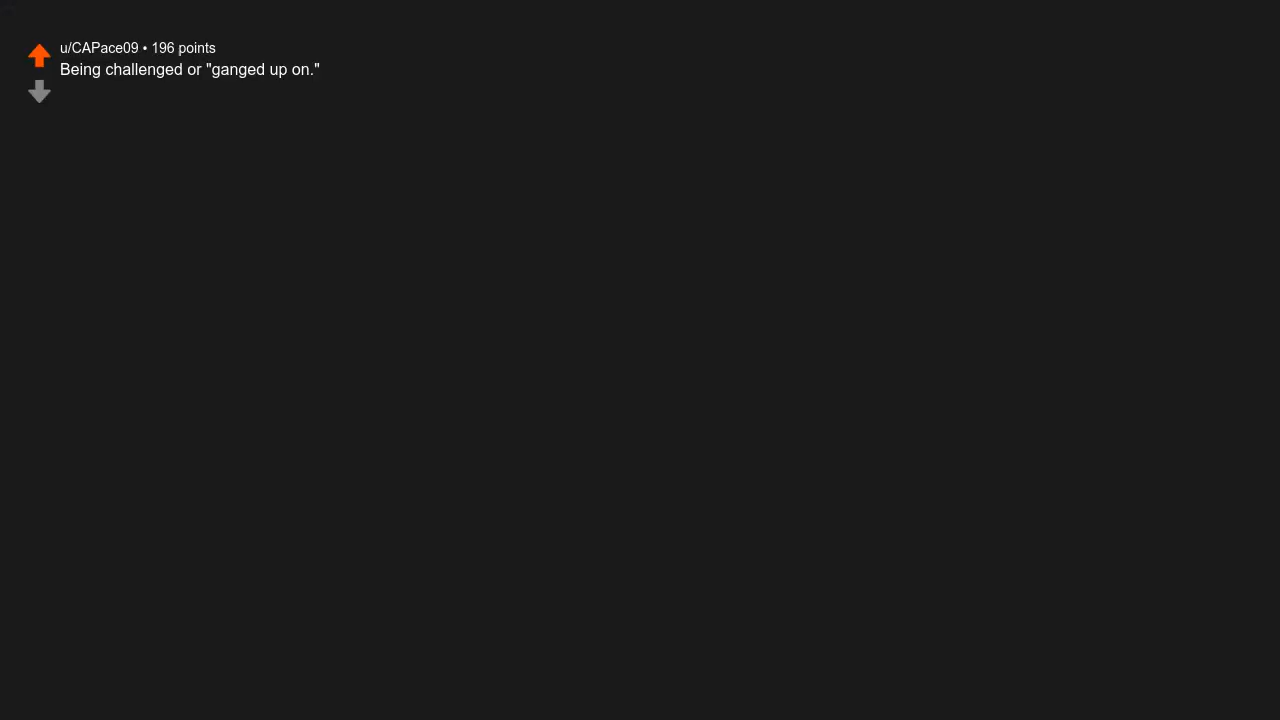 u/CAPace09 • 196 points
Being challenged or "ganged up on."